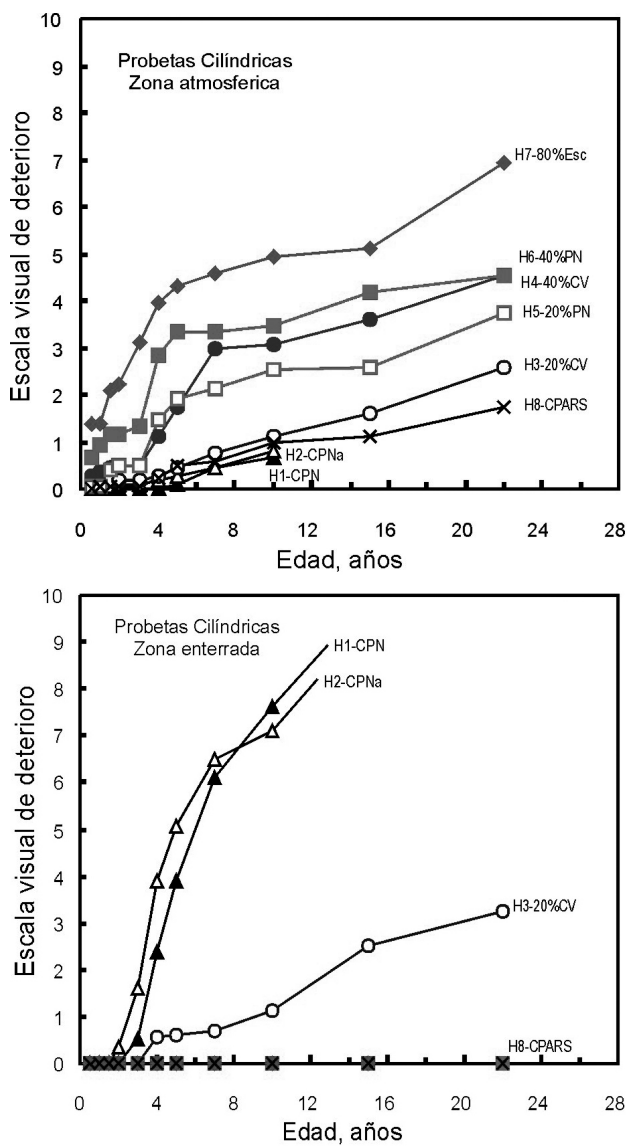 10
9
8
7
6
5
4
3
2
1
0
Escala visual de deterioro
Probetas Cilíndricas
Zona atmosferica
H7-80%Esc
H6-40%PN
H4-40%CV
H5-20%PN
H3-20%CV
H8-CPARS
H2-CPNa
H1-CPN
0 4 8 12 16 20 24 28
Edad, años
10
9
8
7
6
5
4
3
2
1
0
Escala visual de deterioro
Probetas Cilíndricas
Zona enterrada
H1-CPN
H2-CPNa
H3-20%CV
H8-CPARS
0 4 8 12 16 20 24 28
Edad, años